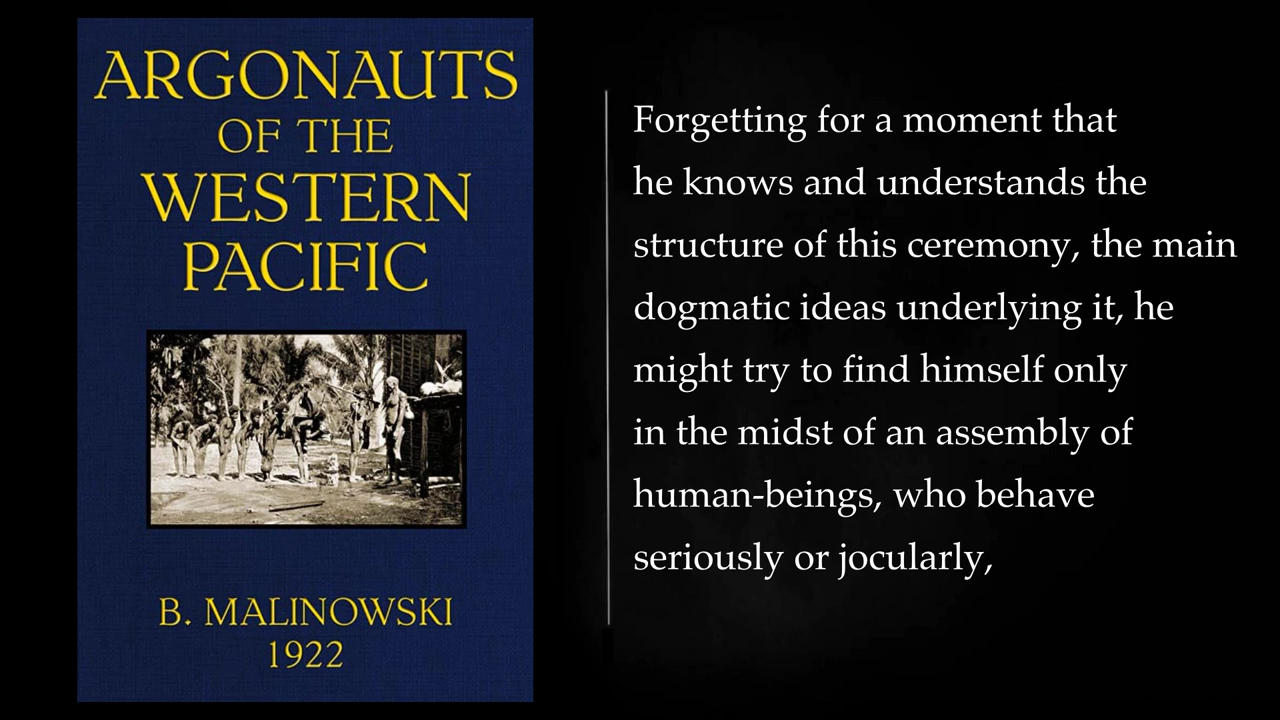 ARGONAUTS
OF THE
WESTERN
PACIFIC
B. MALINOWSKI
1922
Forgetting for a moment that
he knows and understands the
structure of this ceremony, the main
dogmatic ideas underlying it, he
might try to find himself only
in the midst of an assembly of
human-beings, who behave
seriously or jocularly,